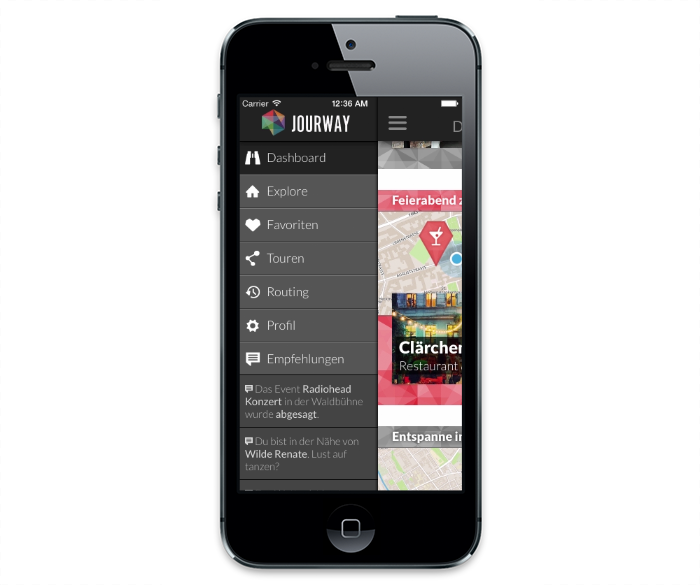 Carrier
12:36 AM
JOURWAY
D
Dashboard
Explore
Favoriten
Touren
Routing
Profil
Empfehlungen
Das Event Radiohead
Konzert in der Waldbühne
wurde abgesagt.
Du bist in der Nähe von
Wilde Renate. Lust auf
tanzen?
Feierabend z
Clärchen
Restaurant
Entspanne in